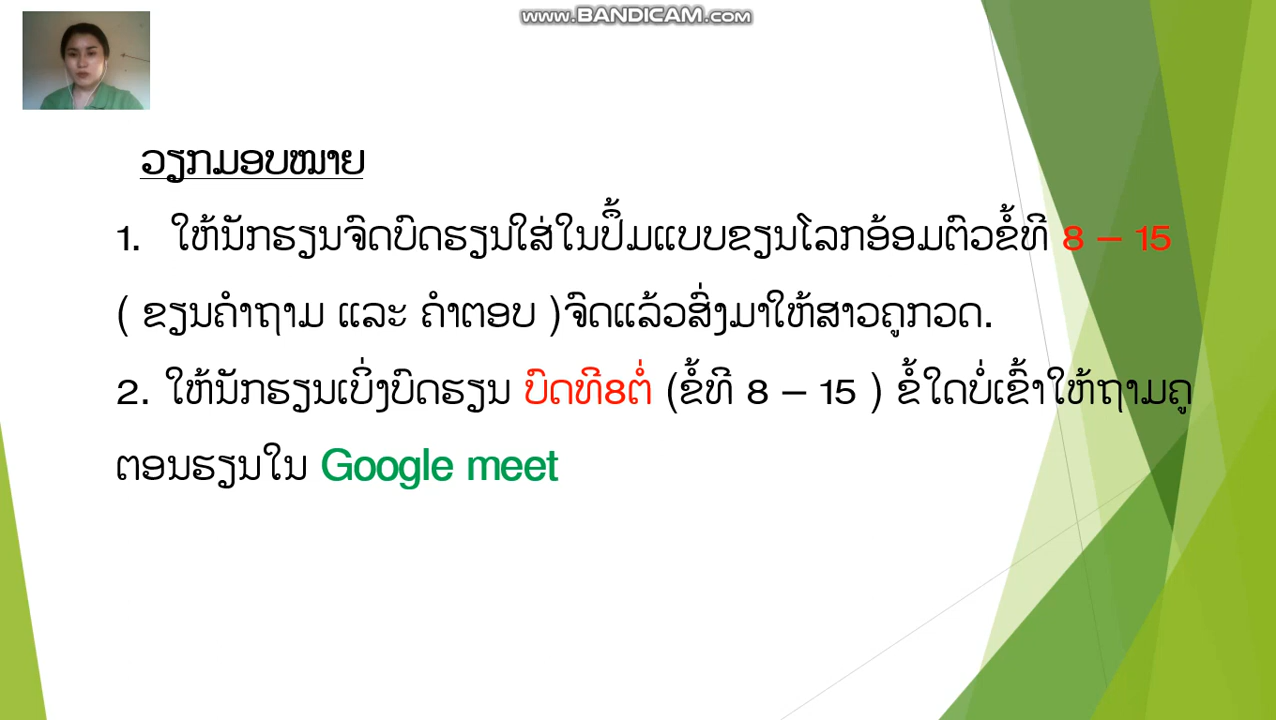 www.BANDICAM.com
ວຽກມອບໝາຍ
1. ໃຫ້ນັກຮຽນຈົດບົດຮຽນໃສ່ໃນປຶ້ມແບບຂຽນໂລກອ້ອມຕົວຂໍ້ທີ 8 – 15
( ຂຽນຄຳຖາມ ແລະ ຄຳຕອບ )ຈົດແລ້ວສົ່ງມາໃຫ້ສາວຄູກວດ.
2. ໃຫ້ນັກຮຽນເບິ່ງບົດຮຽນ ບົດທີ8ຕໍ່ (ຂໍ້ທີ 8 – 15 ) ຂໍ້ໃດບໍ່ເຂົ້າໃຫ້ຖາມຄູ
ຕອນຮຽນໃນ Google meet